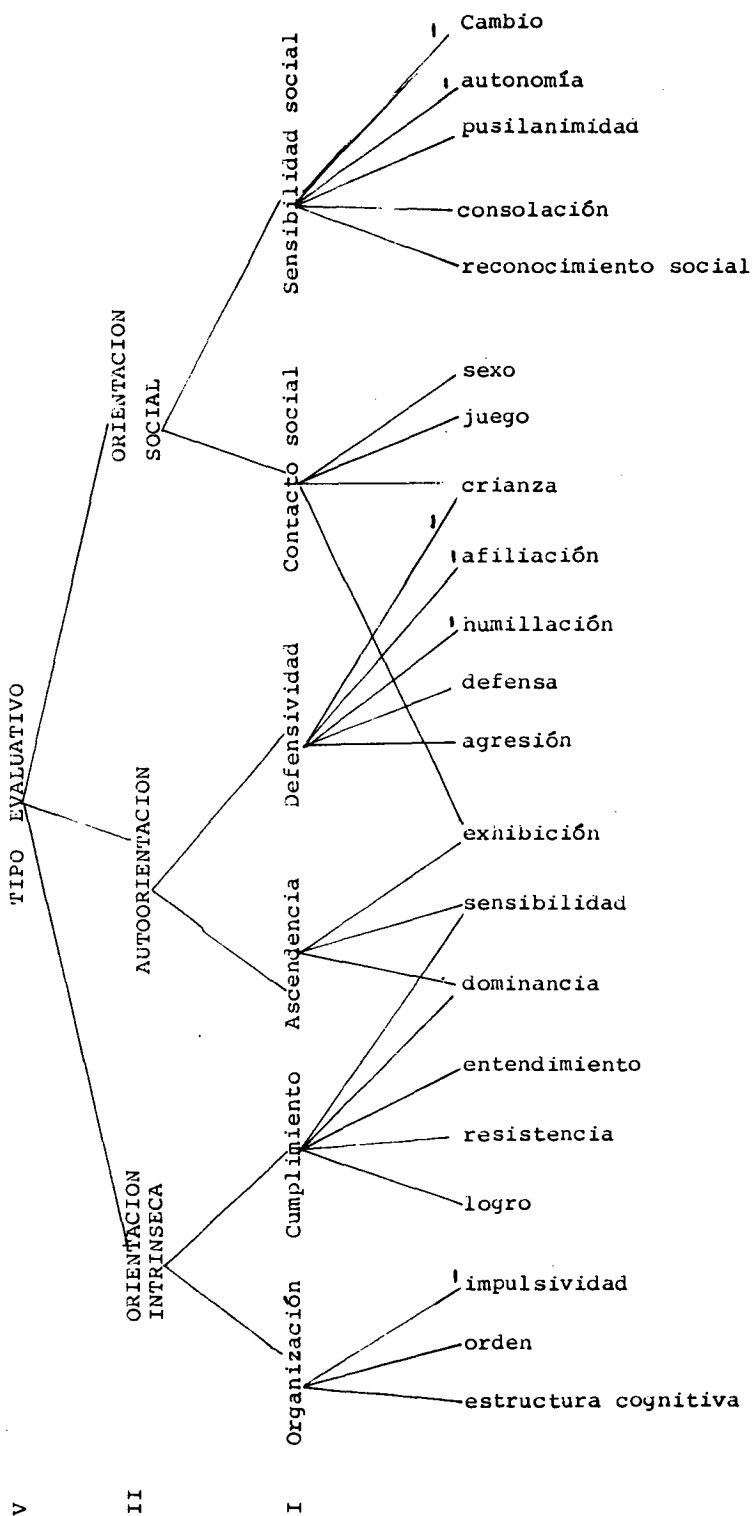 V
TIPO EVALUATIVO
II
ORIENTACION
INTRINSECA
AUTOORIENTACION
ORIENTACION
SOCIAL
I
Organización
Cumplimiento
Ascendencia
Defensividad
Contacto social
Sensibilidad social
Cambio
autonomía
pusilanimidad
consolación
reconocimiento social
sexo
juego
crianza
afiliación
humillación
defensa
agresión
exhibición
sensibilidad
dominancia
entendimiento
resistencia
logro
impulsividad
orden
estructura cognitiva